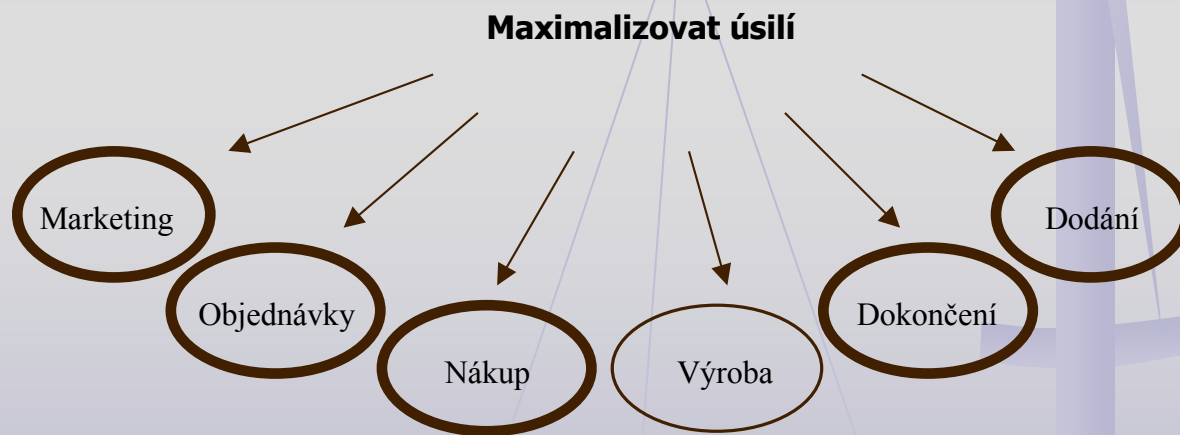 Maximalizovat úsilí
Marketing
Objednávky
Nákup
Výroba
Dokončení
Dodání